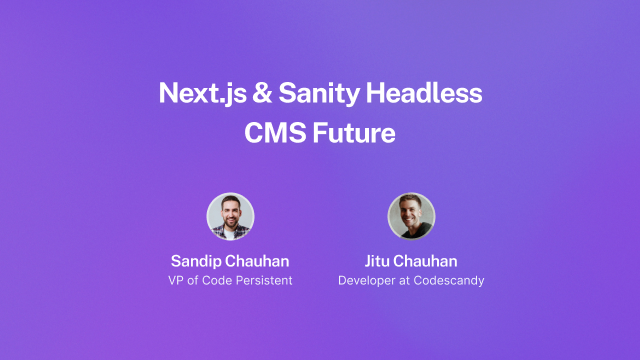 Next.js & Sanity Headless
CMS Future
Sandip Chauhan
VP of Code Persistent
Jitu Chauhan
Developer at Codescandy